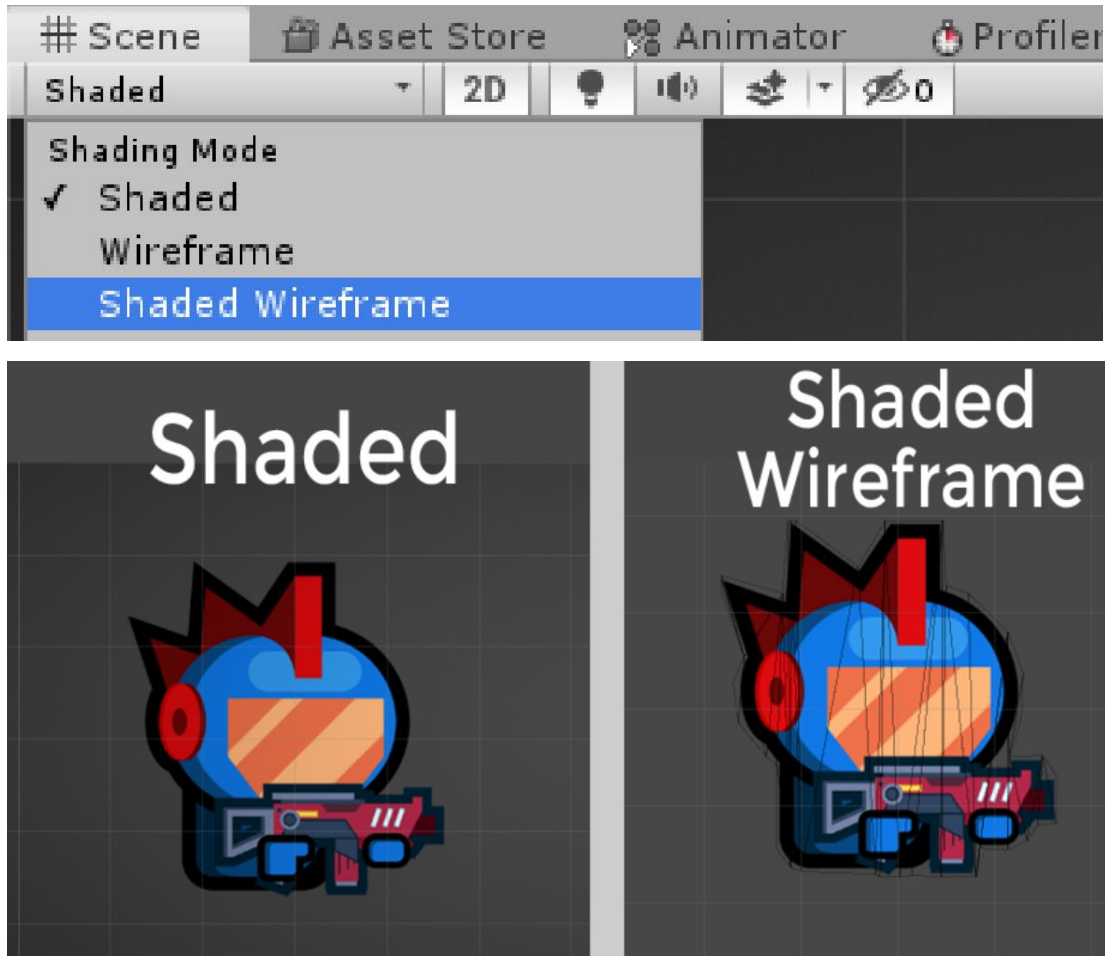 Scene Asset Store Animator Profiler
Shaded 2D 0
Shading Mode
✓ Shaded
Wireframe
Shaded Wireframe
Shaded
Shaded
Wireframe